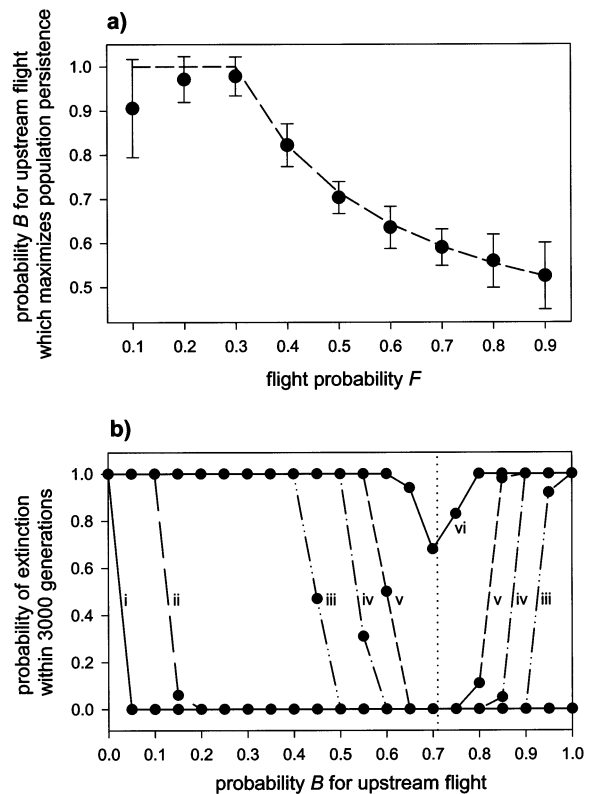 a)
probability B for upstream flight
which maximizes population persistence
1.0
0.9
0.8
0.7
0.6
0.5
0.1 0.2 0.3 0.4 0.5 0.6 0.7 0.8 0.9
flight probability F
b)
probability of extinction
within 3000 generations
1.0
0.8
0.6
0.4
0.2
0.0
vi
i ii iii iv v v iv iii
0.0 0.1 0.2 0.3 0.4 0.5 0.6 0.7 0.8 0.9 1.0
probability B for upstream flight